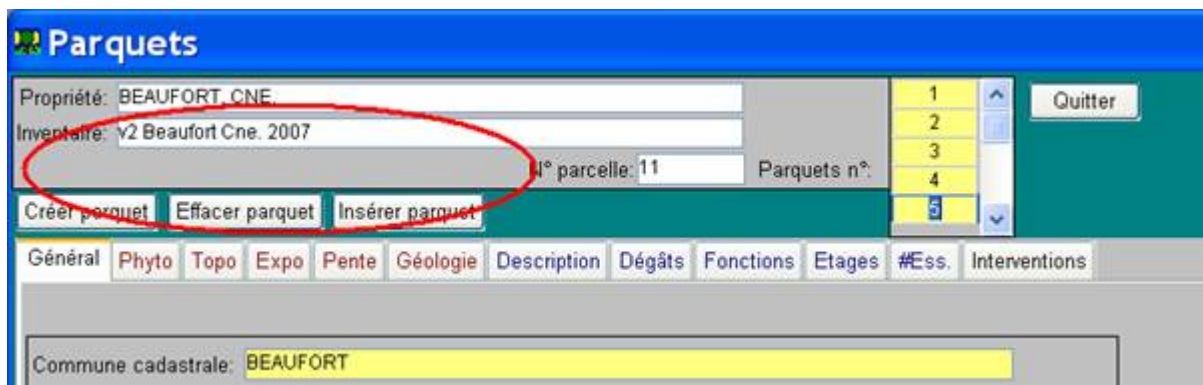 Parquets
Propriété: BEAUFORT, CNE.
Inventaire: v2 Beaufort Cne. 2007
N° parcelle: 11 Parquets n°:
1
2
3
4
5
Quitter
Créer parquet Effacer parquet Insérer parquet
Général Phyto Topo Expo Pente Géologie Description Dégâts Fonctions Etages #Ess. Interventions
Commune cadastrale: BEAUFORT